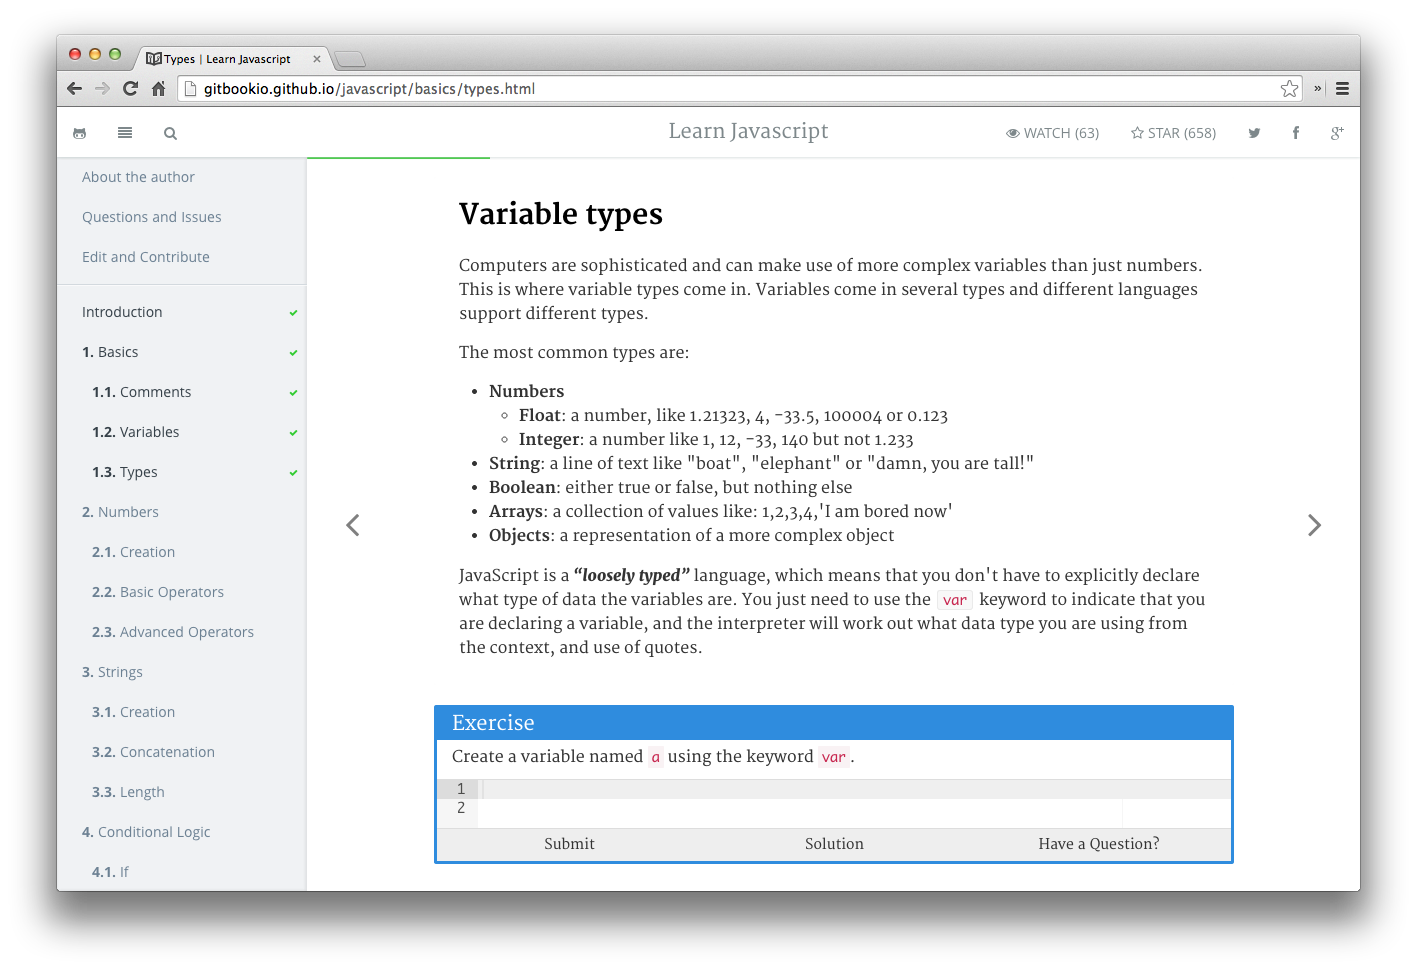 Types | Learn Javascript
gitbookio.github.io/javascript/basics/types.html
Learn Javascript
WATCH (63)
STAR (658)
About the author
Questions and Issues
Edit and Contribute
Introduction
1. Basics
1.1. Comments
1.2. Variables
1.3. Types
2. Numbers
2.1. Creation
2.2. Basic Operators
2.3. Advanced Operators
3. Strings
3.1. Creation
3.2. Concatenation
3.3. Length
4. Conditional Logic
4.1. If
Variable types
Computers are sophisticated and can make use of more complex variables than just numbers.
This is where variable types come in. Variables come in several types and different languages
support different types.
The most common types are:
• Numbers
◦ Float: a number, like 1.21323, 4, -33.5, 100004 or 0.123
◦ Integer: a number like 1, 12, -33, 140 but not 1.233
• String: a line of text like "boat", "elephant" or "damn, you are tall!"
• Boolean: either true or false, but nothing else
• Arrays: a collection of values like: 1,2,3,4,'I am bored now'
• Objects: a representation of a more complex object
JavaScript is a “loosely typed” language, which means that you don't have to explicitly declare
what type of data the variables are. You just need to use the var keyword to indicate that you
are declaring a variable, and the interpreter will work out what data type you are using from
the context, and use of quotes.
Exercise
Create a variable named a using the keyword var.
1
2
Submit
Solution
Have a Question?